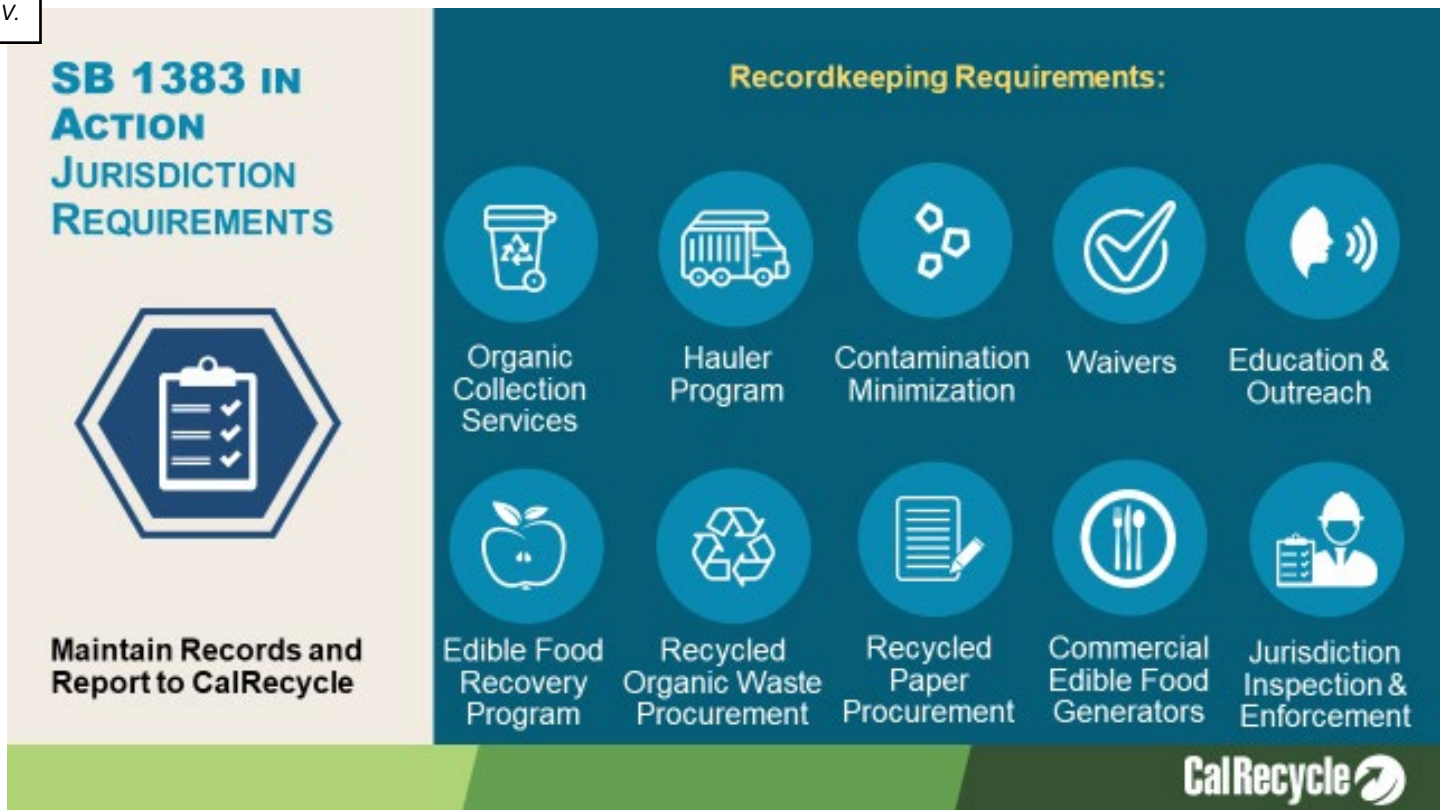 V.
SB 1383 IN
ACTION
JURISDICTION
REQUIREMENTS
Maintain Records and
Report to CalRecycle
Recordkeeping Requirements:
Organic
Collection
Services
Hauler
Program
Contamination
Minimization
Waivers
Education &
Outreach
Edible Food
Recovery
Program
Recycled
Organic Waste
Procurement
Recycled
Paper
Procurement
Commercial
Edible Food
Generators
Jurisdiction
Inspection &
Enforcement
CalRecycle